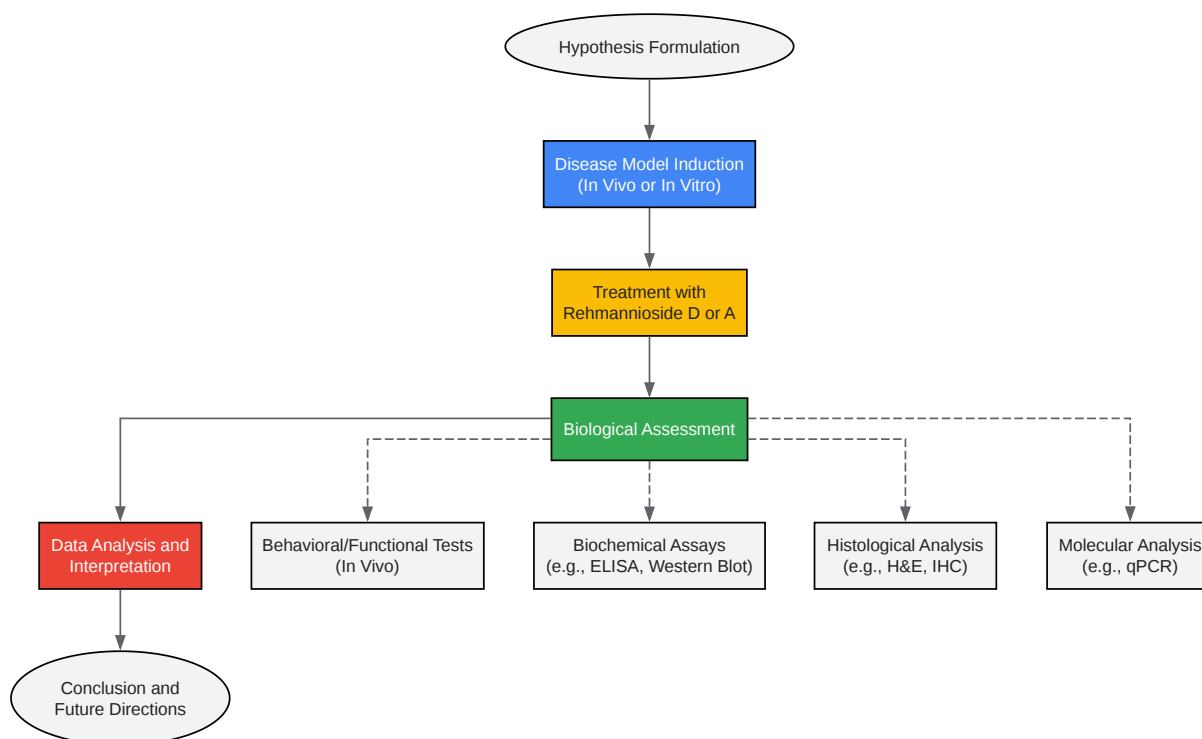 Hypothesis Formulation
Disease Model Induction
(In Vivo or In Vitro)
Treatment with
Rehmannioside D or A
Biological Assessment
Data Analysis and
Interpretation
Behavioral/Functional Tests
(In Vivo)
Biochemical Assays
(e.g., ELISA, Western Blot)
Histological Analysis
(e.g., H&E, IHC)
Molecular Analysis
(e.g., qPCR)
Conclusion and
Future Directions